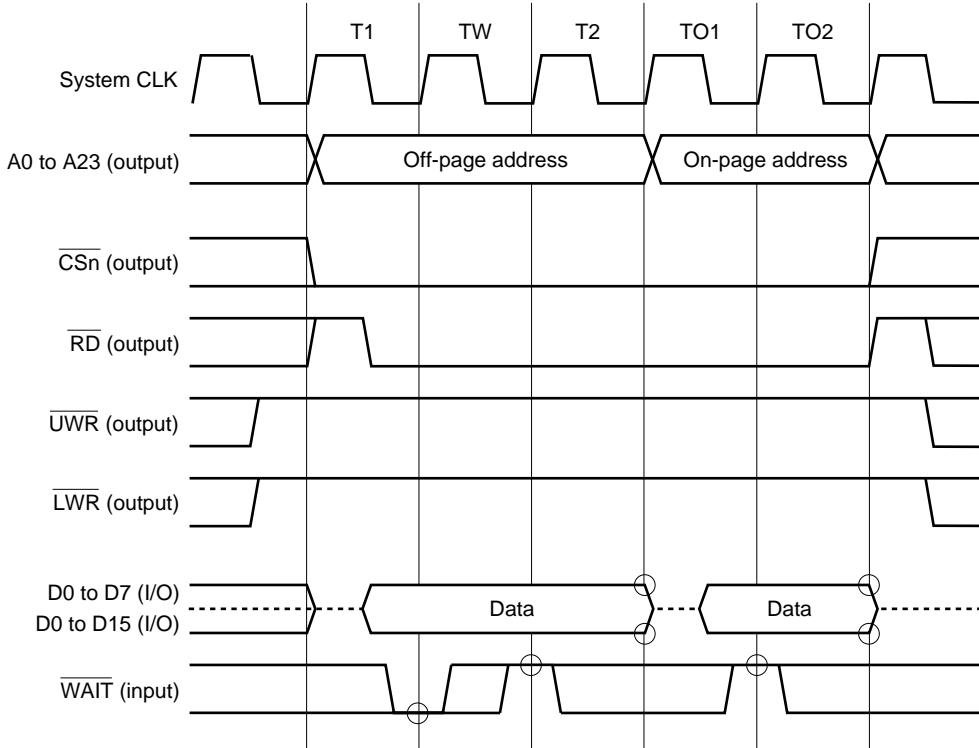 T1 TW T2 TO1 TO2
System CLK
A0 to A23 (output) Off-page address On-page address
CSn (output)
RD (output)
UWR (output)
LWR (output)
D0 to D7 (I/O)
Data Data
D0 to D15 (I/O)
WAIT (input)